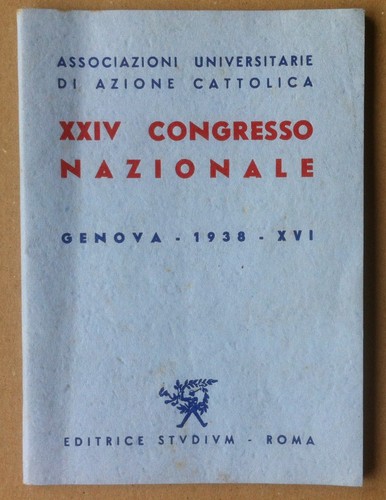 ASSOCIAZIONI UNIVERSITARIE
DI AZIONE CATTOLICA
XXIV CONGRESSO
NAZIONALE
GENOVA - 1938 - XVI
EDITRICE STVDIVM - ROMA